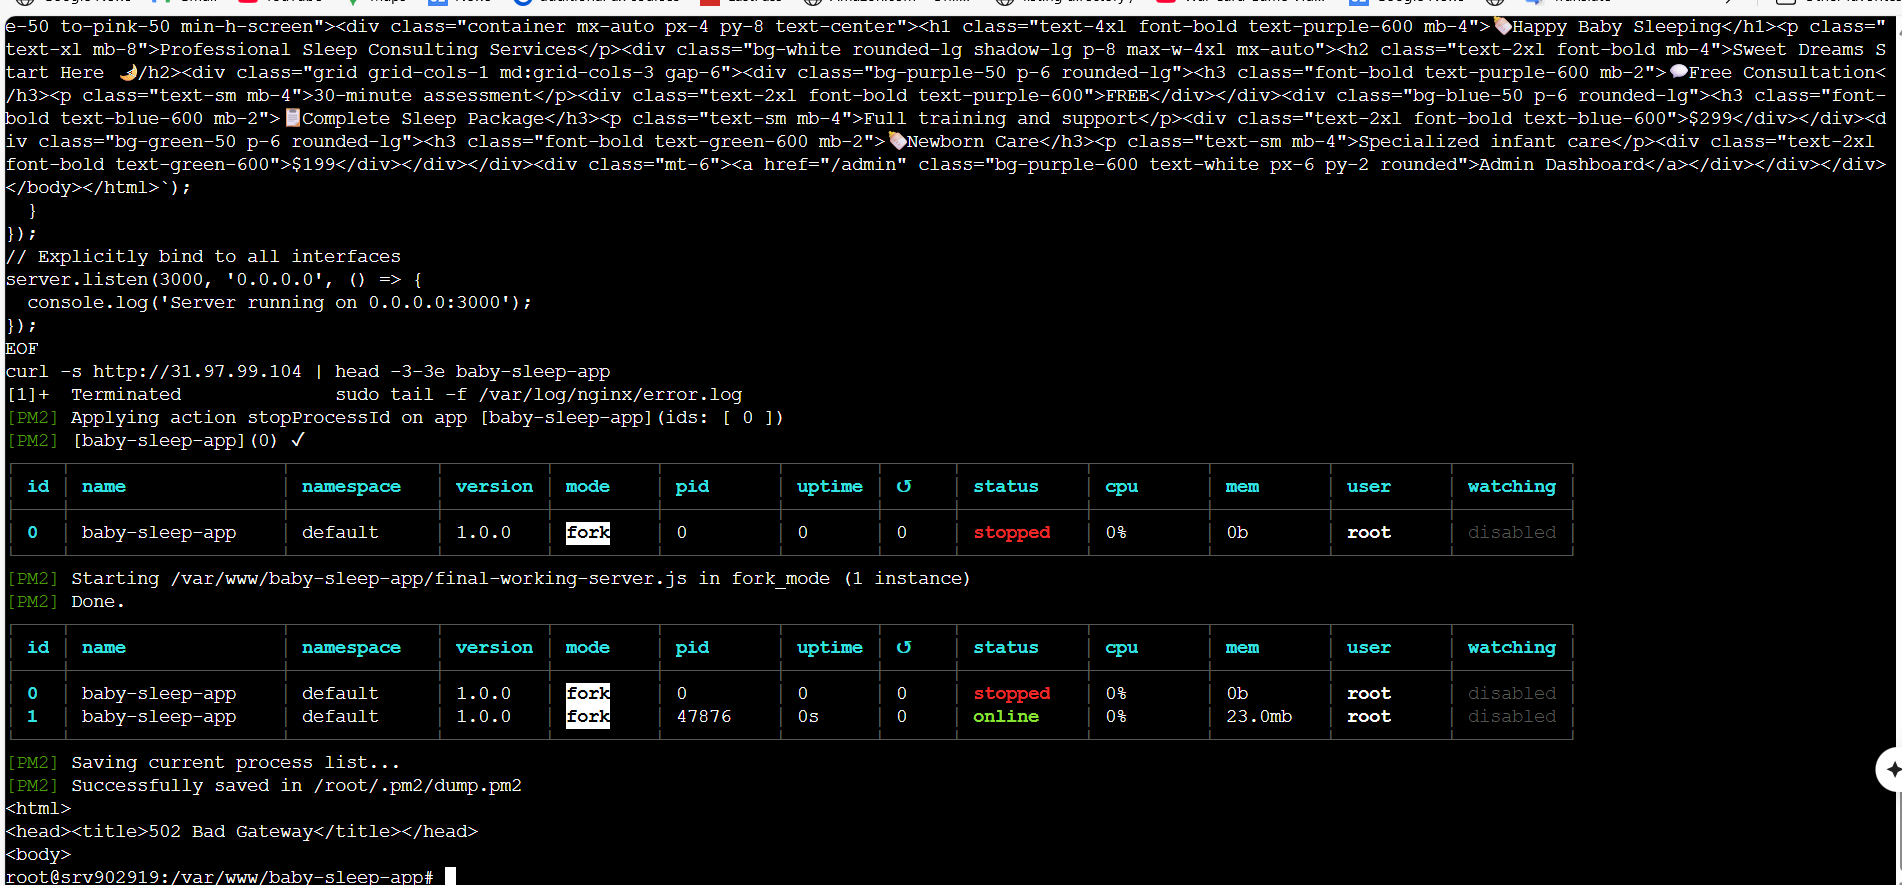 e-50 to-pink-50 min-h-screen"><div class="container mx-auto px-4 py-8 text-center"><h1 class="text-4xl font-bold text-purple-600 mb-4">🍼Happy Baby Sleeping</h1><p class="
text-xl mb-8">Professional Sleep Consulting Services</p><div class="bg-white rounded-lg shadow-lg p-8 max-w-4xl mx-auto"><h2 class="text-2xl font-bold mb-4">Sweet Dreams S
tart Here 🌙/h2><div class="grid grid-cols-1 md:grid-cols-3 gap-6"><div class="bg-purple-50 p-6 rounded-lg"><h3 class="font-bold text-purple-600 mb-2">💬Free Consultation<
/h3><p class="text-sm mb-4">30-minute assessment</p><div class="text-2xl font-bold text-purple-600">FREE</div></div><div class="bg-blue-50 p-6 rounded-lg"><h3 class="font-
bold text-blue-600 mb-2">📋Complete Sleep Package</h3><p class="text-sm mb-4">Full training and support</p><div class="text-2xl font-bold text-blue-600">$299</div></div><d
iv class="bg-green-50 p-6 rounded-lg"><h3 class="font-bold text-green-600 mb-2">🍼Newborn Care</h3><p class="text-sm mb-4">Specialized infant care</p><div class="text-2xl
font-bold text-green-600">$199</div></div></div><div class="mt-6"><a href="/admin" class="bg-purple-600 text-white px-6 py-2 rounded">Admin Dashboard</a></div></div></div>
</body></html>`);
  }
});
// Explicitly bind to all interfaces
server.listen(3000, '0.0.0.0', () => {
  console.log('Server running on 0.0.0.0:3000');
});
EOF
curl -s http://31.97.99.104 | head -3-3e baby-sleep-app
[1]+  Terminated              sudo tail -f /var/log/nginx/error.log
[PM2] Applying action stopProcessId on app [baby-sleep-app](ids: [ 0 ])
[PM2] [baby-sleep-app](0) ✓
id name namespace version mode pid uptime ↺ status cpu mem user watching
0 baby-sleep-app default 1.0.0 fork 0 0 0 stopped 0% 0b root disabled
[PM2] Starting /var/www/baby-sleep-app/final-working-server.js in fork_mode (1 instance)
[PM2] Done.
id name namespace version mode pid uptime ↺ status cpu mem user watching
0 baby-sleep-app default 1.0.0 fork 0 0 0 stopped 0% 0b root disabled
1 baby-sleep-app default 1.0.0 fork 47876 0s 0 online 0% 23.0mb root disabled
[PM2] Saving current process list...
[PM2] Successfully saved in /root/.pm2/dump.pm2
<html>
<head><title>502 Bad Gateway</title></head>
<body>
root@srv902919:/var/www/baby-sleep-app#